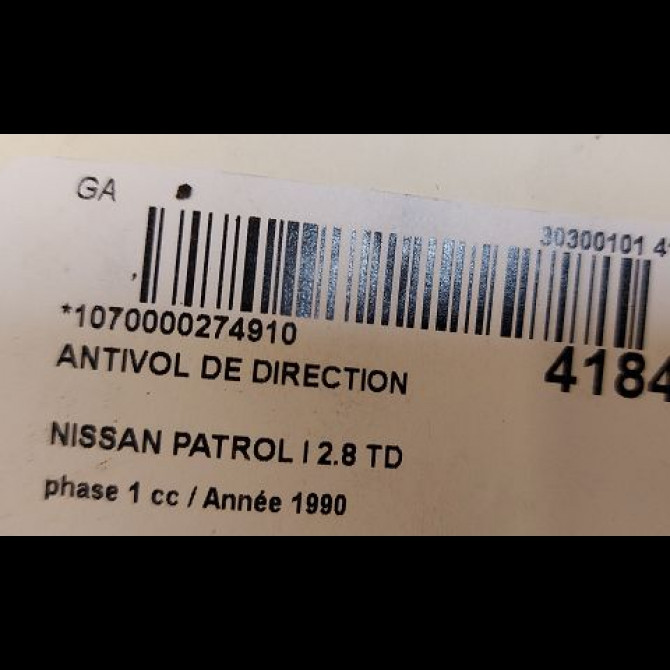 GA
30300101 4
*1070000274910
ANTIVOL DE DIRECTION
4184
NISSAN PATROL I 2.8 TD
phase 1 cc / Année 1990